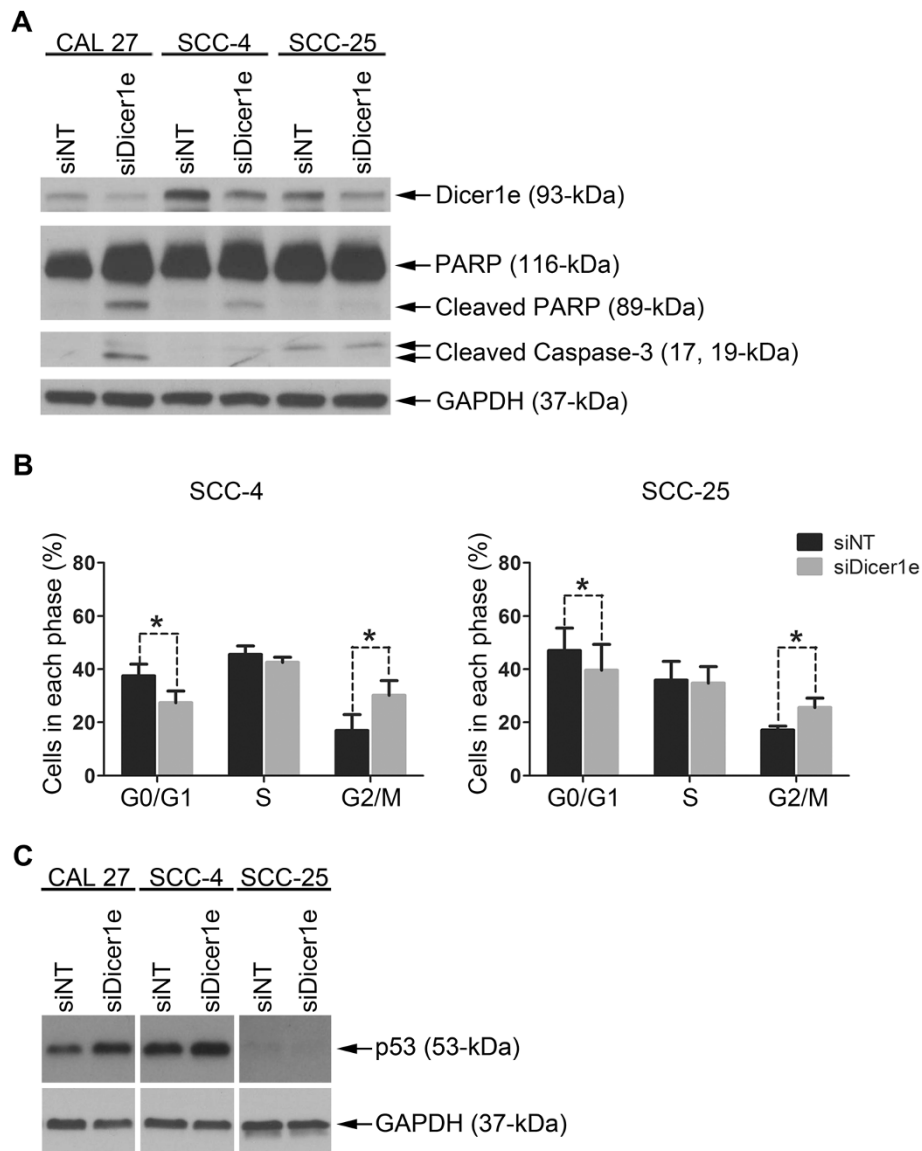 A
CAL 27 SCC-4 SCC-25
siNT siDicer1e siNT siDicer1e siNT siDicer1e
Dicer1e (93-kDa)
PARP (116-kDa)
Cleaved PARP (89-kDa)
Cleaved Caspase-3 (17, 19-kDa)
GAPDH (37-kDa)
B
SCC-4
Cells in each phase (%)
80
60
40
20
0
* *
G0/G1 S G2/M
SCC-25
siNT
siDicer1e
Cells in each phase (%)
80
60
40
20
0
* *
G0/G1 S G2/M
C
CAL 27 SCC-4 SCC-25
siNT siDicer1e siNT siDicer1e siNT siDicer1e
p53 (53-kDa)
GAPDH (37-kDa)